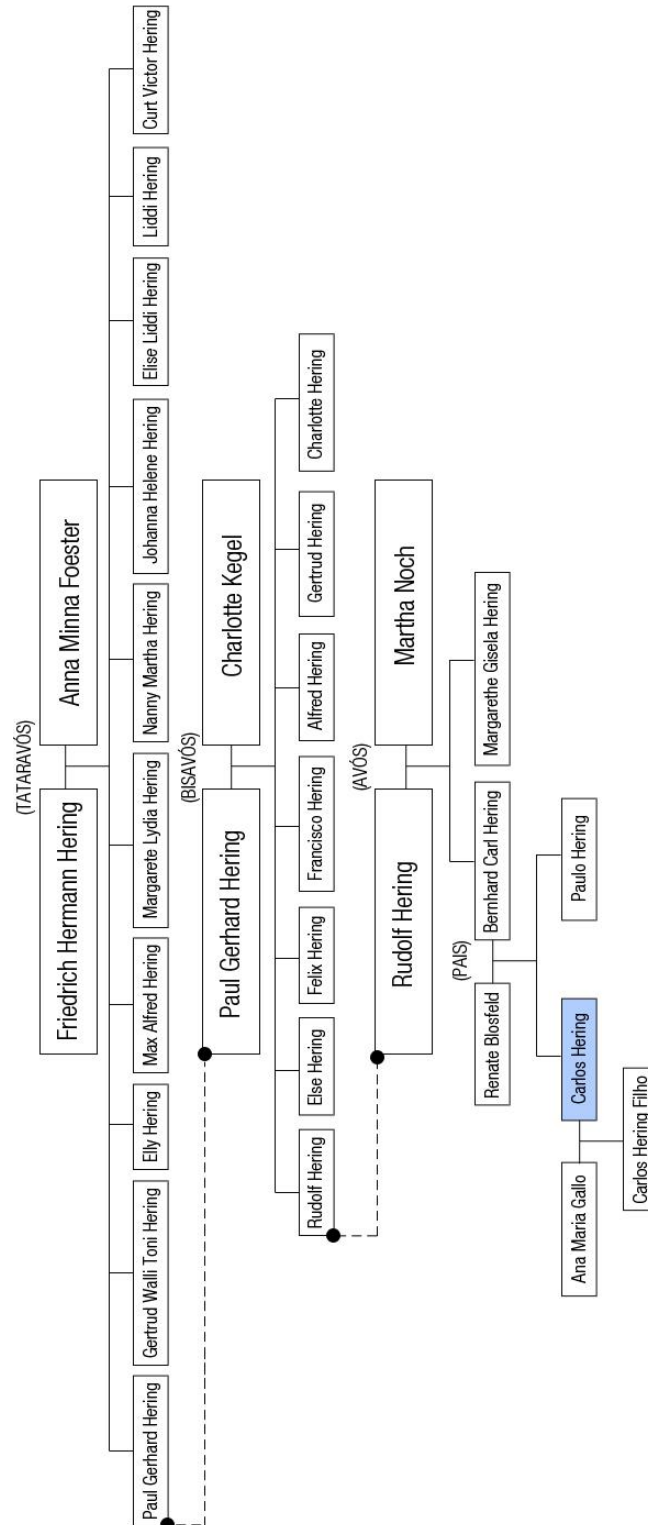 (TATARAVÓS)
Friedrich Hermann Hering
Anna Minna Foester
Paul Gerhard Hering
Gertrud Walli Toni Hering
Elly Hering
Max Alfred Hering
Margarete Lydia Hering
Nanny Martha Hering
Johanna Helene Hering
Elise Liddi Hering
Liddi Hering
Curt Victor Hering
(BISAVÓS)
Paul Gerhard Hering
Charlotte Kegel
Rudolf Hering
Else Hering
Felix Hering
Francisco Hering
Alfred Hering
Gertrud Hering
Charlotte Hering
(AVÓS)
Rudolf Hering
Martha Noch
(PAIS)
Renate Blosfeld
Bernhard Carl Hering
Margarethe Gisela Hering
Ana Maria Gallo
Carlos Hering
Paulo Hering
Carlos Hering Filho